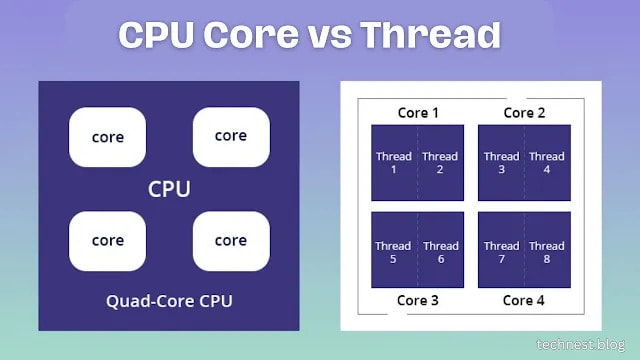 CPU Core vs Thread
core
core
CPU
core
core
Quad-Core CPU
Core 1
Core 2
Thread
1
Thread
2
Thread
3
Thread
4
Thread
5
Thread
6
Thread
7
Thread
8
Core 3
Core 4
technest.blog